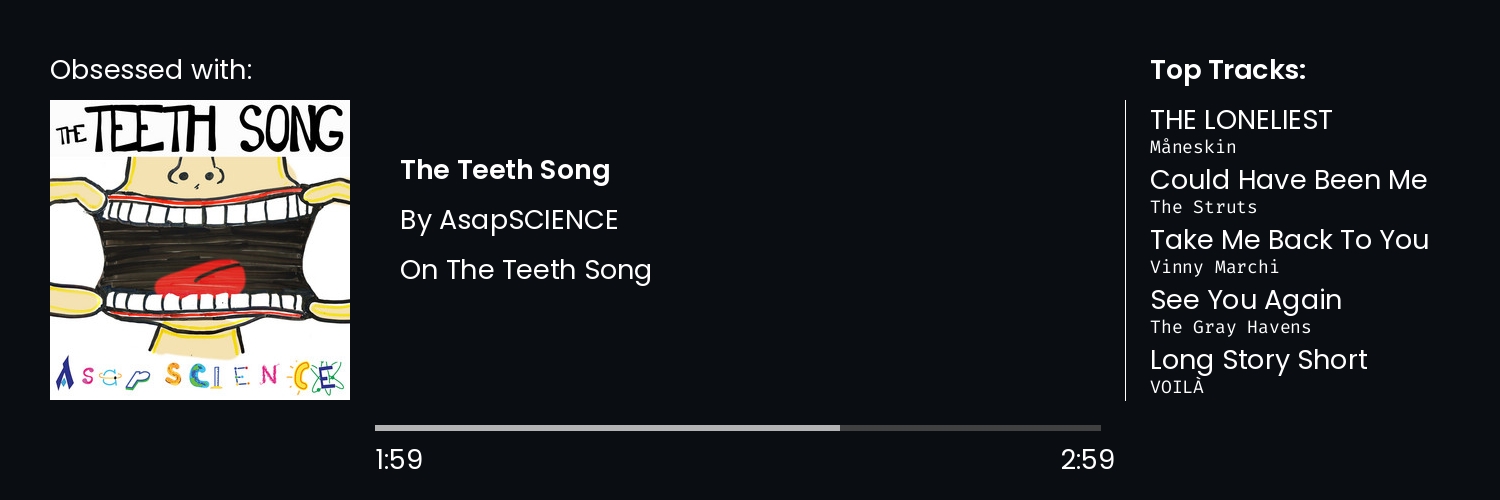 Obsessed with:
THE TEETH SONG
Asap SCIENCE
The Teeth Song
By AsapSCIENCE
On The Teeth Song
1:59
2:59
Top Tracks:
THE LONELIEST
Måneskin
Could Have Been Me
The Struts
Take Me Back To You
Vinny Marchi
See You Again
The Gray Havens
Long Story Short
VOILÀ